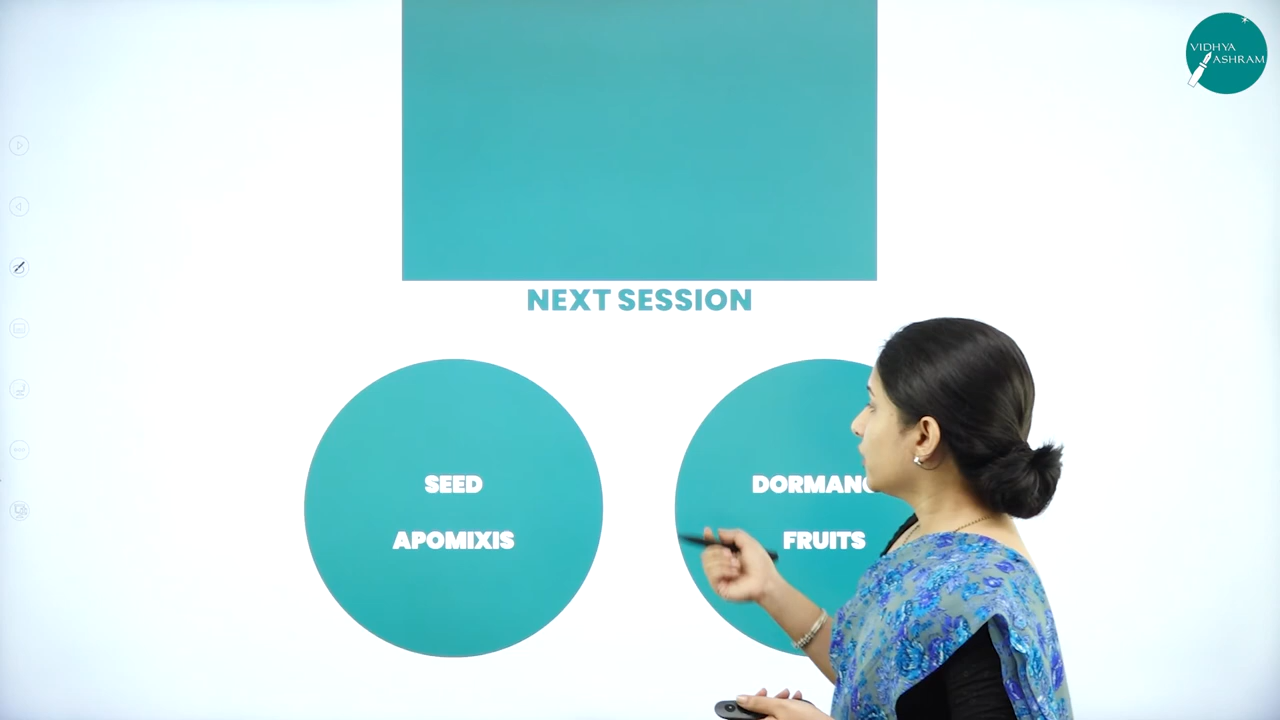 VIDHYA
ASHRAM
NEXT SESSION
SEED
APOMIXIS
FRUITS